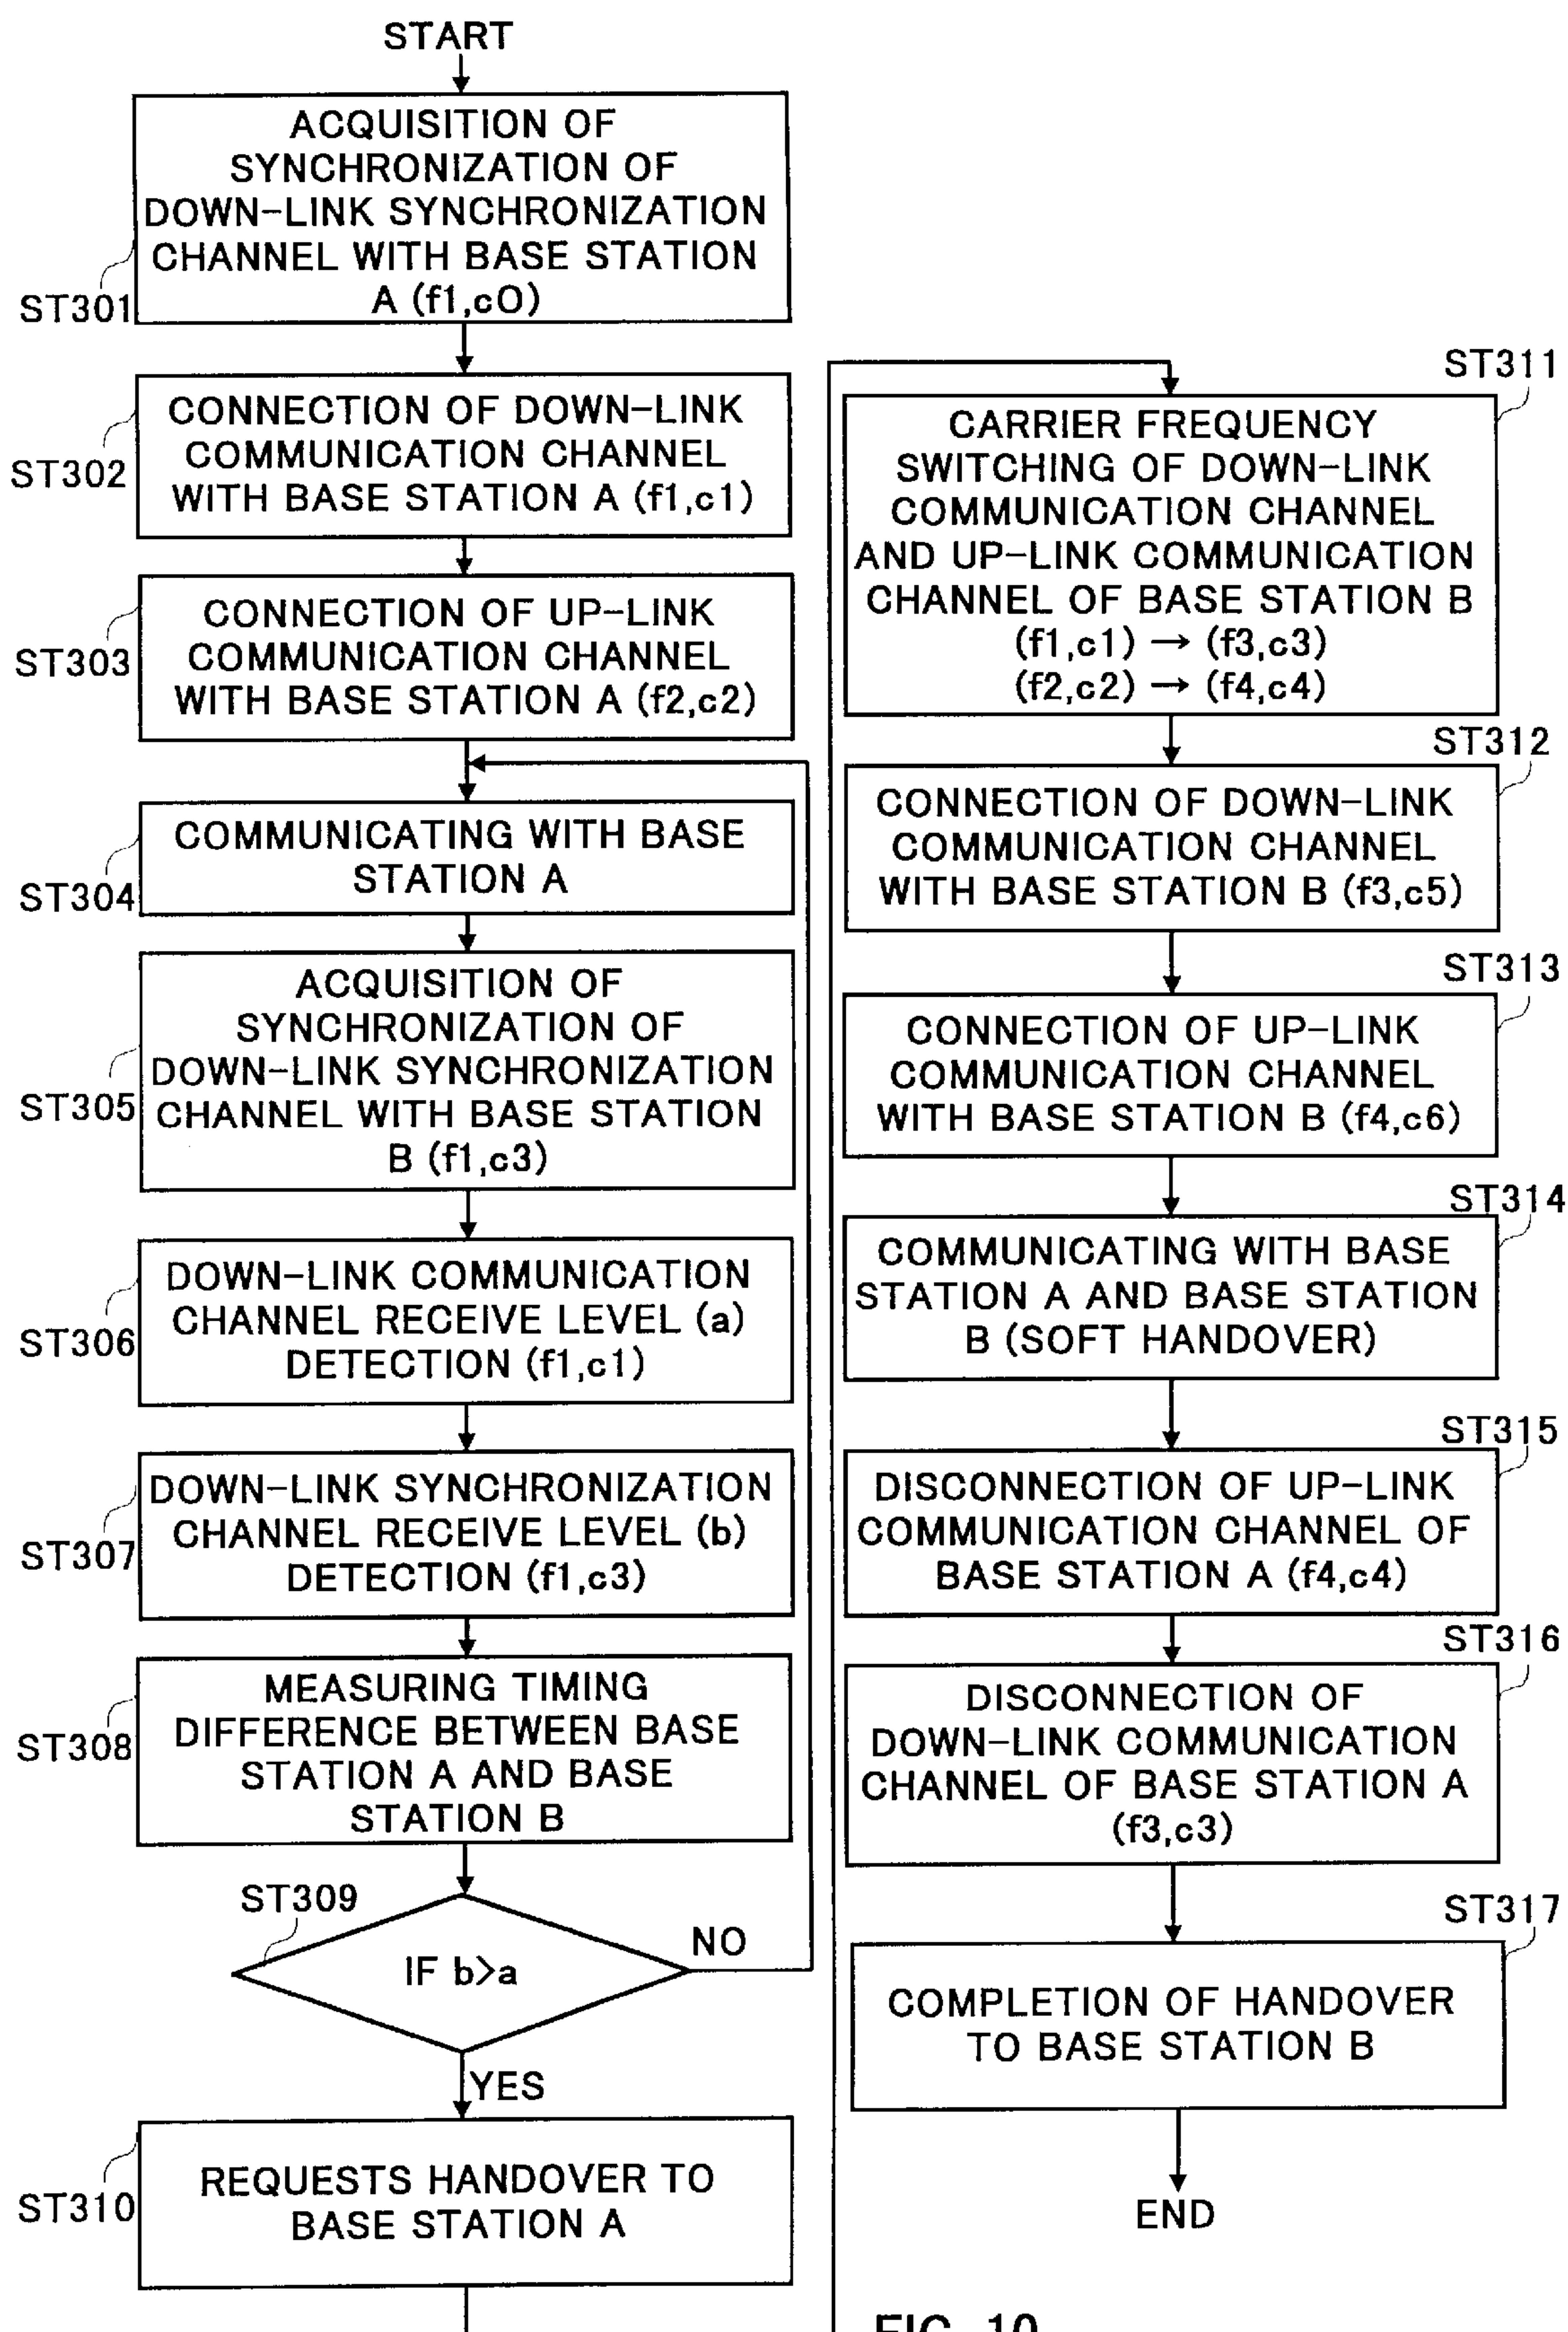 START
ACQUISITION OF
SYNCHRONIZATION OF
DOWN-LINK SYNCHRONIZATION
CHANNEL WITH BASE STATION
A (f1,c0)
ST301
CONNECTION OF DOWN-LINK
COMMUNICATION CHANNEL
WITH BASE STATION A (f1,c1)
ST302
CONNECTION OF UP-LINK
COMMUNICATION CHANNEL
WITH BASE STATION A (f2,c2)
ST303
COMMUNICATING WITH BASE
STATION A
ST304
ACQUISITION OF
SYNCHRONIZATION OF
DOWN-LINK SYNCHRONIZATION
CHANNEL WITH BASE STATION
B (f1,c3)
ST305
DOWN-LINK COMMUNICATION
CHANNEL RECEIVE LEVEL (a)
DETECTION (f1,c1)
ST306
DOWN-LINK SYNCHRONIZATION
CHANNEL RECEIVE LEVEL (b)
DETECTION (f1,c3)
ST307
MEASURING TIMING
DIFFERENCE BETWEEN BASE
STATION A AND BASE
STATION B
ST308
ST309
IF b>a
NO
YES
REQUESTS HANDOVER TO
BASE STATION A
ST310
ST311
CARRIER FREQUENCY
SWITCHING OF DOWN-LINK
COMMUNICATION CHANNEL
AND UP-LINK COMMUNICATION
CHANNEL OF BASE STATION B
(f1,c1) → (f3,c3)
(f2,c2) → (f4,c4)
ST312
CONNECTION OF DOWN-LINK
COMMUNICATION CHANNEL
WITH BASE STATION B (f3,c5)
ST313
CONNECTION OF UP-LINK
COMMUNICATION CHANNEL
WITH BASE STATION B (f4,c6)
ST314
COMMUNICATING WITH BASE
STATION A AND BASE STATION
B (SOFT HANDOVER)
ST315
DISCONNECTION OF UP-LINK
COMMUNICATION CHANNEL OF
BASE STATION A (f4,c4)
ST316
DISCONNECTION OF
DOWN-LINK COMMUNICATION
CHANNEL OF BASE STATION A
(f3,c3)
ST317
COMPLETION OF HANDOVER
TO BASE STATION B
END
FIG. 10